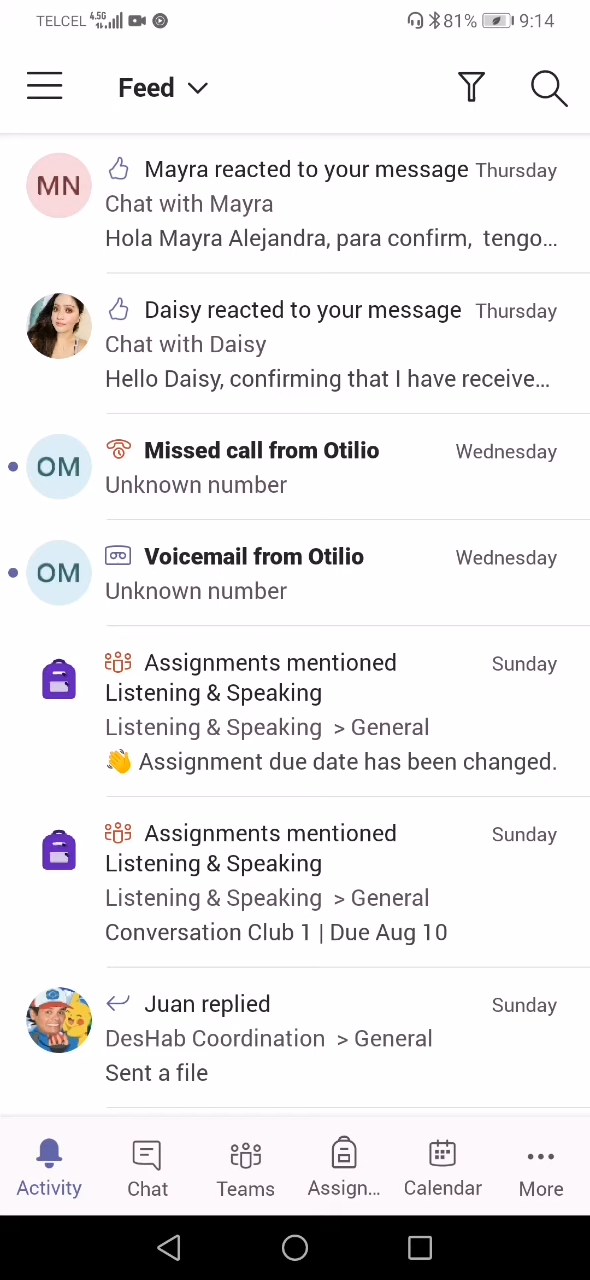 TELCEL 4.5G 81% 9:14
Feed
MN
Mayra reacted to your message Thursday
Chat with Mayra
Hola Mayra Alejandra, para confirm, tengo...
Daisy reacted to your message Thursday
Chat with Daisy
Hello Daisy, confirming that I have receive...
OM
Missed call from Otilio Wednesday
Unknown number
OM
Voicemail from Otilio Wednesday
Unknown number
Assignments mentioned Sunday
Listening & Speaking
Listening & Speaking > General
👋 Assignment due date has been changed.
Assignments mentioned Sunday
Listening & Speaking
Listening & Speaking > General
Conversation Club 1 | Due Aug 10
Juan replied Sunday
DesHab Coordination > General
Sent a file
Activity Chat Teams Assign... Calendar More